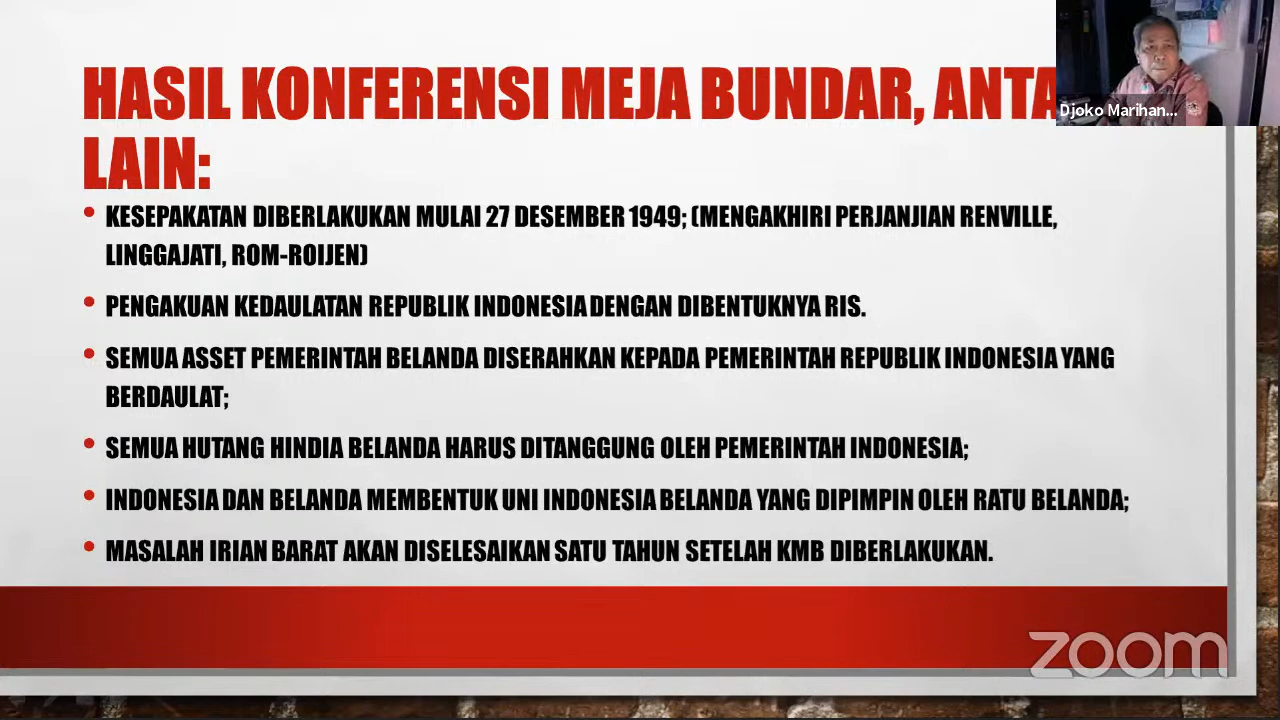 HASIL KONFERENSI MEJA BUNDAR, ANTA
LAIN:
Djoko Marihan...
• KESEPAKATAN DIBERLAKUKAN MULAI 27 DESEMBER 1949; (MENGAKHIRI PERJANJIAN RENVILLE,
LINGGAJATI, ROM-ROIJEN)
• PENGAKUAN KEDAULATAN REPUBLIK INDONESIA DENGAN DIBENTUKNYA RIS.
• SEMUA ASSET PEMERINTAH BELANDA DISERAHKAN KEPADA PEMERINTAH REPUBLIK INDONESIA YANG
BERDAULAT;
• SEMUA HUTANG HINDIA BELANDA HARUS DITANGGUNG OLEH PEMERINTAH INDONESIA;
• INDONESIA DAN BELANDA MEMBENTUK UNI INDONESIA BELANDA YANG DIPIMPIN OLEH RATU BELANDA;
• MASALAH IRIAN BARAT AKAN DISELESAIKAN SATU TAHUN SETELAH KMB DIBERLAKUKAN.
zoom